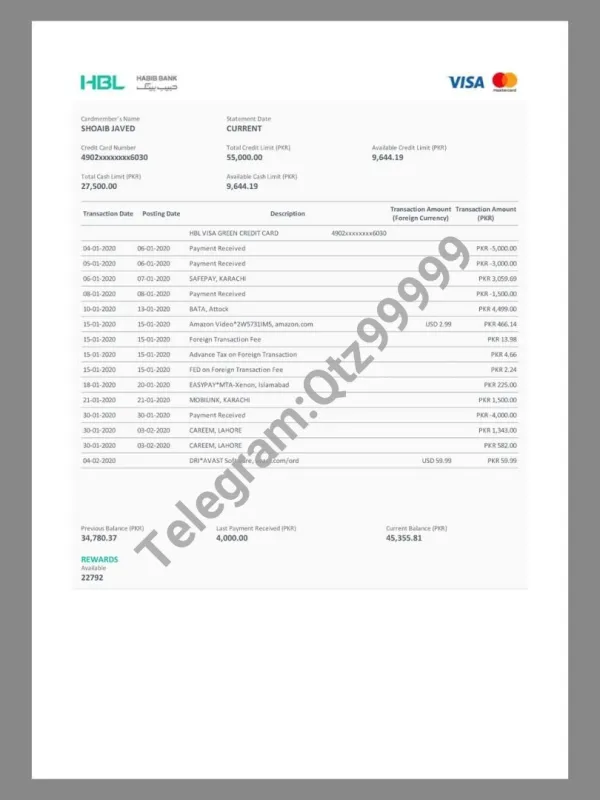 HBL HABIB BANK VISA
حبیب بینک mastercard
Cardmember's Name Statement Date
SHOAIB JAVED CURRENT
Credit Card Number Total Credit Limit (PKR) Available Credit Limit (PKR)
4902xxxxxxxx6030 55,000.00 9,644.19
Total Cash Limit (PKR) Available Cash Limit (PKR)
27,500.00 9,644.19
Transaction Date Posting Date Description Transaction Amount (Foreign Currency) Transaction Amount (PKR)
HBL VISA GREEN CREDIT CARD 4902xxxxxxxx6030
04-01-2020 06-01-2020 Payment Received PKR -5,000.00
05-01-2020 06-01-2020 Payment Received PKR -3,000.00
06-01-2020 07-01-2020 SAFEPAY, KARACHI PKR 3,059.69
08-01-2020 08-01-2020 Payment Received PKR -1,500.00
10-01-2020 13-01-2020 BATA, Attock PKR 4,499.00
15-01-2020 15-01-2020 Amazon Video*2W5731IM5, amazon.com USD 2.99 PKR 466.14
15-01-2020 15-01-2020 Foreign Transaction Fee PKR 13.98
15-01-2020 15-01-2020 Advance Tax on Foreign Transaction PKR 4.66
15-01-2020 15-01-2020 FED on Foreign Transaction Fee PKR 2.24
18-01-2020 20-01-2020 EASYPAY*MTA-Xenon, Islamabad PKR 225.00
21-01-2020 21-01-2020 MOBILINK, KARACHI PKR 1,500.00
30-01-2020 30-01-2020 Payment Received PKR -4,000.00
30-01-2020 03-02-2020 CAREEM, LAHORE PKR 1,343.00
30-01-2020 03-02-2020 CAREEM, LAHORE PKR 582.00
04-02-2020 DRI*AVAST USD 59.99 PKR 59.99
Previous Balance (PKR) Last Payment Received (PKR) Current Balance (PKR)
34,780.37 4,000.00 45,355.81
REWARDS
Available
22792
Telegram:Qtz99999